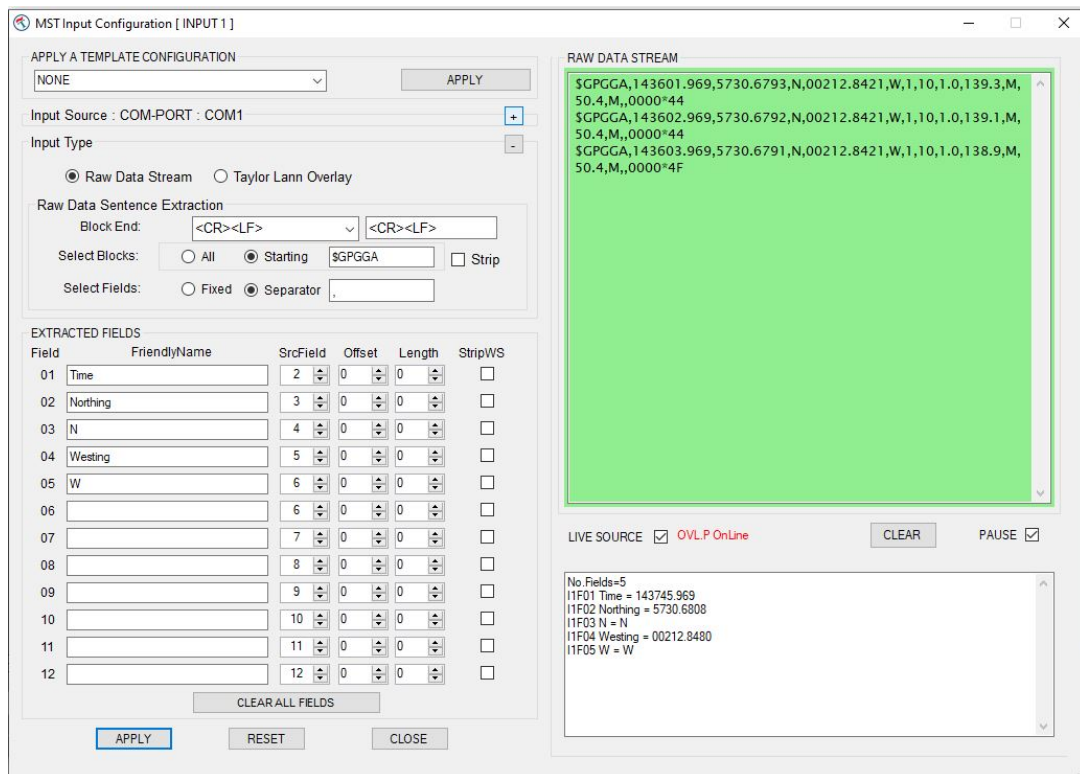 MST Input Configuration [ INPUT 1 ]
APPLY A TEMPLATE CONFIGURATION
NONE
APPLY
Input Source : COM-PORT : COM1
+
Input Type
-
Raw Data Stream
Taylor Lann Overlay
Raw Data Sentence Extraction
Block End:
<CR><LF>
<CR><LF>
Select Blocks:
All
Starting
$GPGGA
Strip
Select Fields:
Fixed
Separator
,
EXTRACTED FIELDS
Field FriendlyName SrcField Offset Length StripWS
01 Time 2 0 0
02 Northing 3 0 0
03 N 4 0 0
04 Westing 5 0 0
05 W 6 0 0
06 6 0 0
07 7 0 0
08 8 0 0
09 9 0 0
10 10 0 0
11 11 0 0
12 12 0 0
CLEAR ALL FIELDS
APPLY
RESET
CLOSE
RAW DATA STREAM
$GPGGA,143601.969,5730.6793,N,00212.8421,W,1,10,1.0,139.3,M,
50.4,M,,0000*44
$GPGGA,143602.969,5730.6792,N,00212.8421,W,1,10,1.0,139.1,M,
50.4,M,,0000*44
$GPGGA,143603.969,5730.6791,N,00212.8421,W,1,10,1.0,138.9,M,
50.4,M,,0000*4F
LIVE SOURCE
OVL.P OnLine
CLEAR
PAUSE
No.Fields=5
I1F01 Time = 143745.969
I1F02 Northing = 5730.6808
I1F03 N = N
I1F04 Westing = 00212.8480
I1F05 W = W